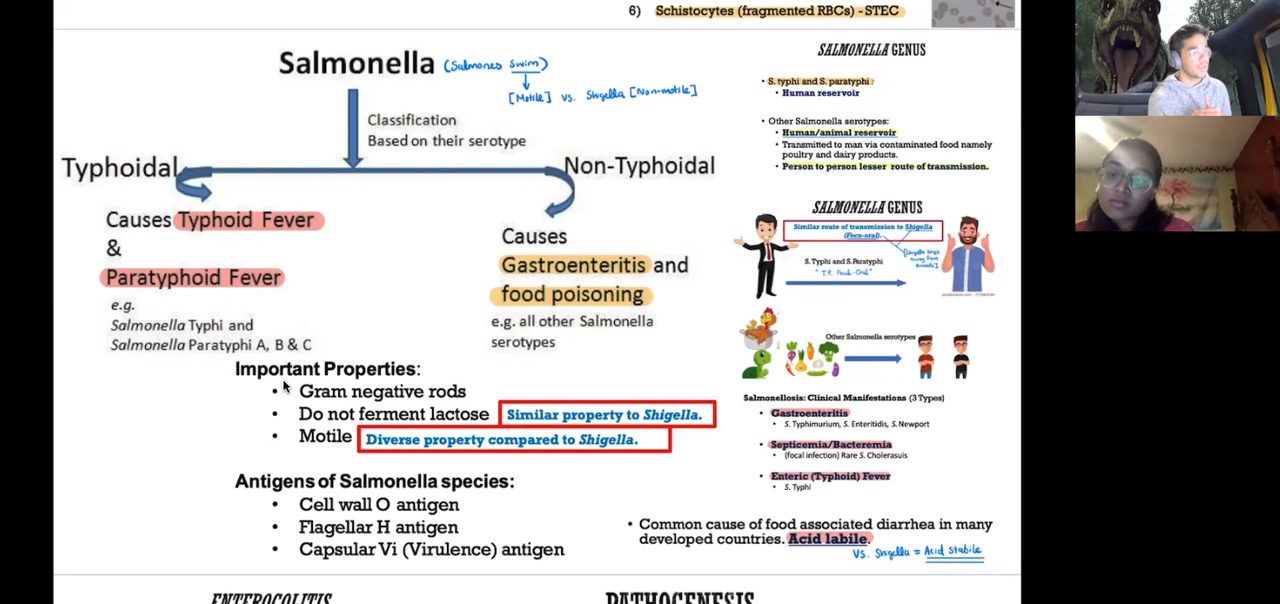 6) Schistocytes (fragmented RBCs) - STEC
Salmonella (Salmones Swim)
[Motile] vs. Shigella [Non-motile]
Classification
Based on their serotype
Typhoidal
Non-Typhoidal
Causes Typhoid Fever
&
Paratyphoid Fever
e.g.
Salmonella Typhi and
Salmonella Paratyphi A, B & C
Causes
Gastroenteritis and
food poisoning
e.g. all other Salmonella
serotypes
Important Properties:
• Gram negative rods
• Do not ferment lactose Similar property to Shigella.
• Motile Diverse property compared to Shigella.
Antigens of Salmonella species:
• Cell wall O antigen
• Flagellar H antigen
• Capsular Vi (Virulence) antigen
SALMONELLA GENUS
• S. typhi and S. paratyphi :
• Human reservoir
• Other Salmonella serotypes:
• Human/animal reservoir
• Transmitted to man via contaminated food namely
poultry and dairy products.
• Person to person lesser route of transmission.
SALMONELLA GENUS
Similar route of transmission to Shigella
(Feco-oral).
S. Typhi and S.Paratyphi
Other Salmonella serotypes
Salmonellosis: Clinical Manifestations (3 Types)
• Gastroenteritis
• S. Typhimurium, S. Enteritidis, S. Newport
• Septicemia/Bacteremia
• (focal infection) Rare S. Cholerasuis
• Enteric (Typhoid) Fever
• S. Typhi
• Common cause of food associated diarrhea in many
developed countries. Acid labile.
vs. Shigella = Acid stabile
ENTEROCOLITIS
PATHOGENESIS